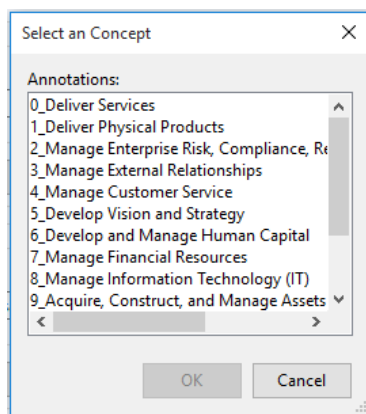 Select an Concept
Annotations:
0_Deliver Services
1_Deliver Physical Products
2_Manage Enterprise Risk, Compliance, Re
3_Manage External Relationships
4_Manage Customer Service
5_Develop Vision and Strategy
6_Develop and Manage Human Capital
7_Manage Financial Resources
8_Manage Information Technology (IT)
9_Acquire, Construct, and Manage Assets
OK Cancel